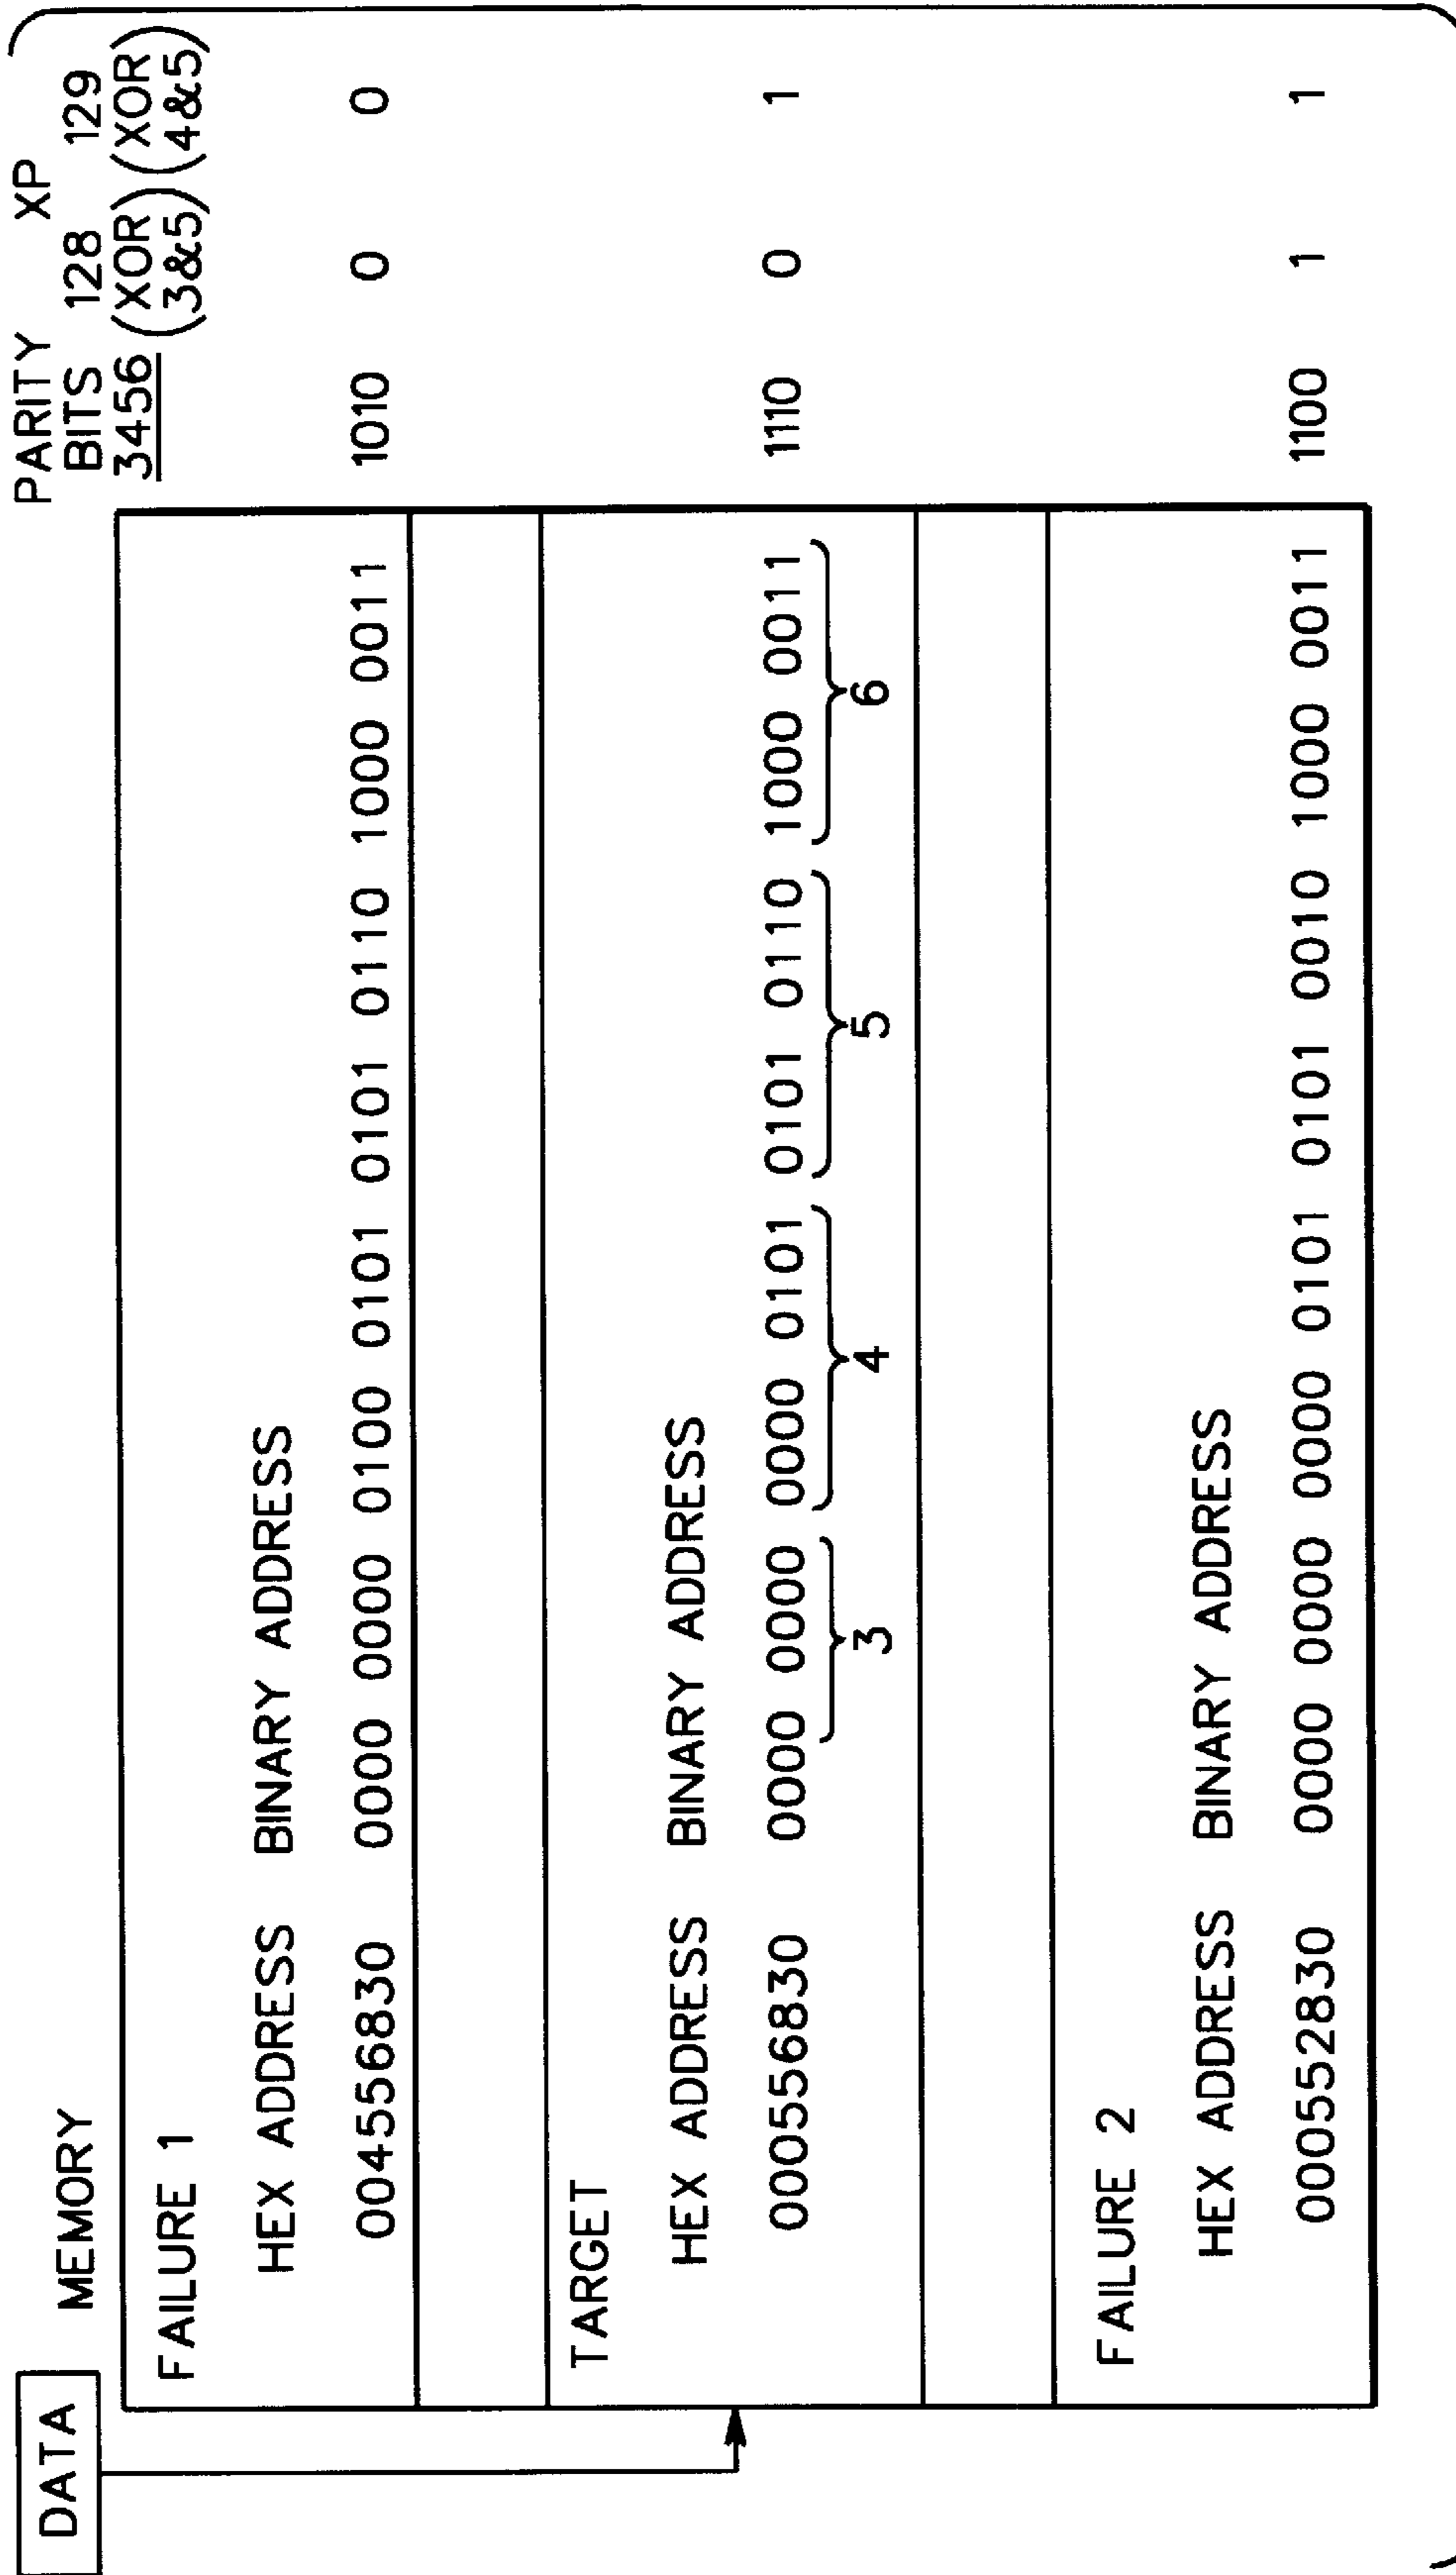 DATA
MEMORY
PARITY XP
BITS 128 129
3456 (XOR) (XOR)
(3&5) (4&5)
FAILURE 1
HEX ADDRESS BINARY ADDRESS
004556830 0000 0000 0100 0101 0101 0110 1000 0011 1010 0 0
TARGET
HEX ADDRESS BINARY ADDRESS
000556830 0000 0000 0000 0101 0101 0110 1000 0011 1110 0 1
3 4 5 6
FAILURE 2
HEX ADDRESS BINARY ADDRESS
000552830 0000 0000 0000 0101 0101 0010 1000 0011 1100 1 1